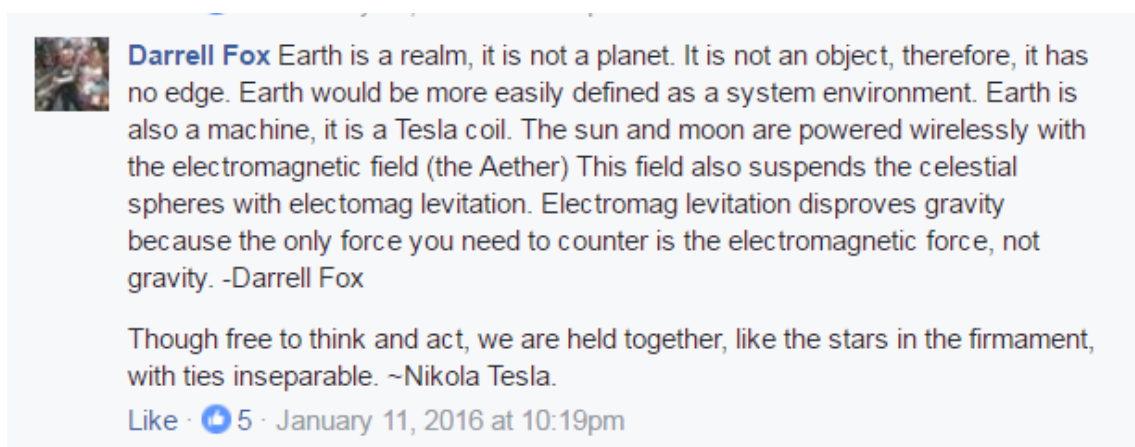 Darrell Fox Earth is a realm, it is not a planet. It is not an object, therefore, it has
no edge. Earth would be more easily defined as a system environment. Earth is
also a machine, it is a Tesla coil. The sun and moon are powered wirelessly with
the electromagnetic field (the Aether) This field also suspends the celestial
spheres with electomag levitation. Electromag levitation disproves gravity
because the only force you need to counter is the electromagnetic force, not
gravity. -Darrell Fox
Though free to think and act, we are held together, like the stars in the firmament,
with ties inseparable. ~Nikola Tesla.
Like · 5 · January 11, 2016 at 10:19pm